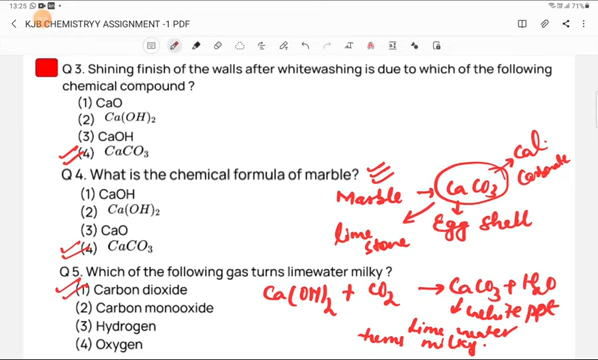 13:25
71%
KJB CHEMISTRYY ASSIGNMENT -1 PDF
Q 3. Shining finish of the walls after whitewashing is due to which of the following
chemical compound ?
(1) CaO
(2) Ca(OH)₂
(3) CaOH
(4) CaCO₃
Q 4. What is the chemical formula of marble?
(1) CaOH
(2) Ca(OH)₂
(3) CaO
(4) CaCO₃
Marble → CaCO₃
Cal. Carbonate
lime stone
Egg shell
Q 5. Which of the following gas turns limewater milky ?
(1) Carbon dioxide
(2) Carbon monooxide
(3) Hydrogen
(4) Oxygen
Ca(OH)₂ + CO₂ → CaCO₃ + H₂O
↓ white ppt
turns lime water
milky.